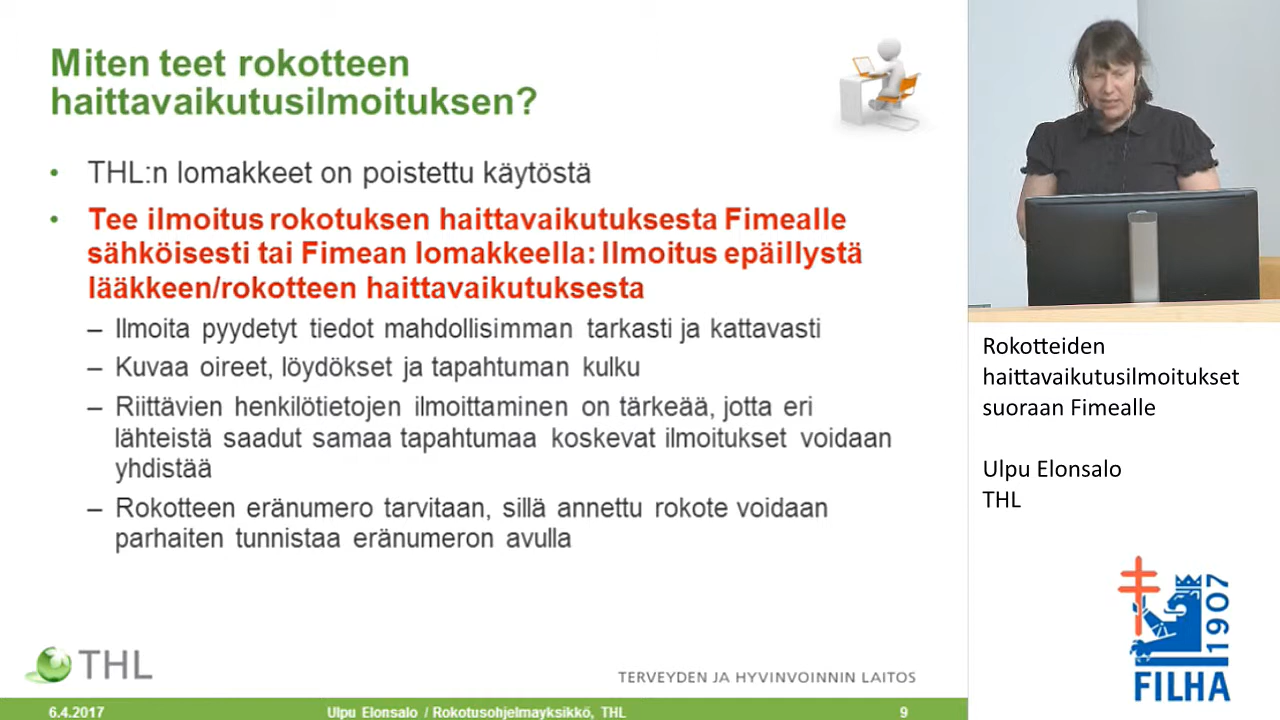 Miten teet rokotteen
haittavaikutusilmoituksen?
• THL:n lomakkeet on poistettu käytöstä
• Tee ilmoitus rokotuksen haittavaikutuksesta Fimealle
sähköisesti tai Fimean lomakkeella: Ilmoitus epäillystä
lääkkeen/rokotteen haittavaikutuksesta
– Ilmoita pyydetyt tiedot mahdollisimman tarkasti ja kattavasti
– Kuvaa oireet, löydökset ja tapahtuman kulku
– Riittävien henkilötietojen ilmoittaminen on tärkeää, jotta eri
lähteistä saadut samaa tapahtumaa koskevat ilmoitukset voidaan
yhdistää
– Rokotteen eränumero tarvitaan, sillä annettu rokote voidaan
parhaiten tunnistaa eränumeron avulla
THL
TERVEYDEN JA HYVINVOINNIN LAITOS
6.4.2017
Ulpu Elonsalo / Rokotusohjelmayksikkö, THL
9
Rokotteiden
haittavaikutusilmoitukset
suoraan Fimealle
Ulpu Elonsalo
THL
1907
FILHA